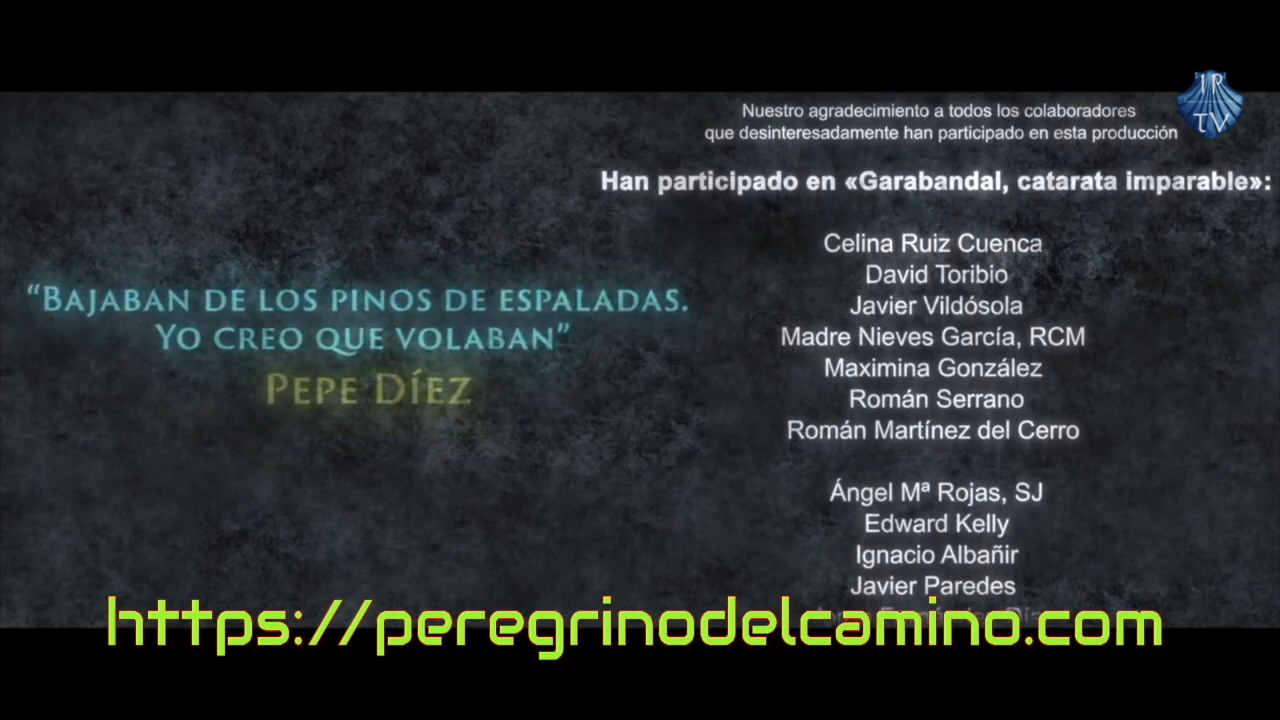 Nuestro agradecimiento a todos los colaboradores
que desinteresadamente han participado en esta producción
Han participado en «Garabandal, catarata imparable»:
Celina Ruiz Cuenca
David Toribio
Javier Vildósola
Madre Nieves García, RCM
Maximina González
Román Serrano
Román Martínez del Cerro
Ángel Mª Rojas, SJ
Edward Kelly
Ignacio Albañir
Javier Paredes
“Bajaban de los pinos de espaladas.
Yo creo que volaban”
Pepe Díez
https://peregrinodelcamino.com
TV